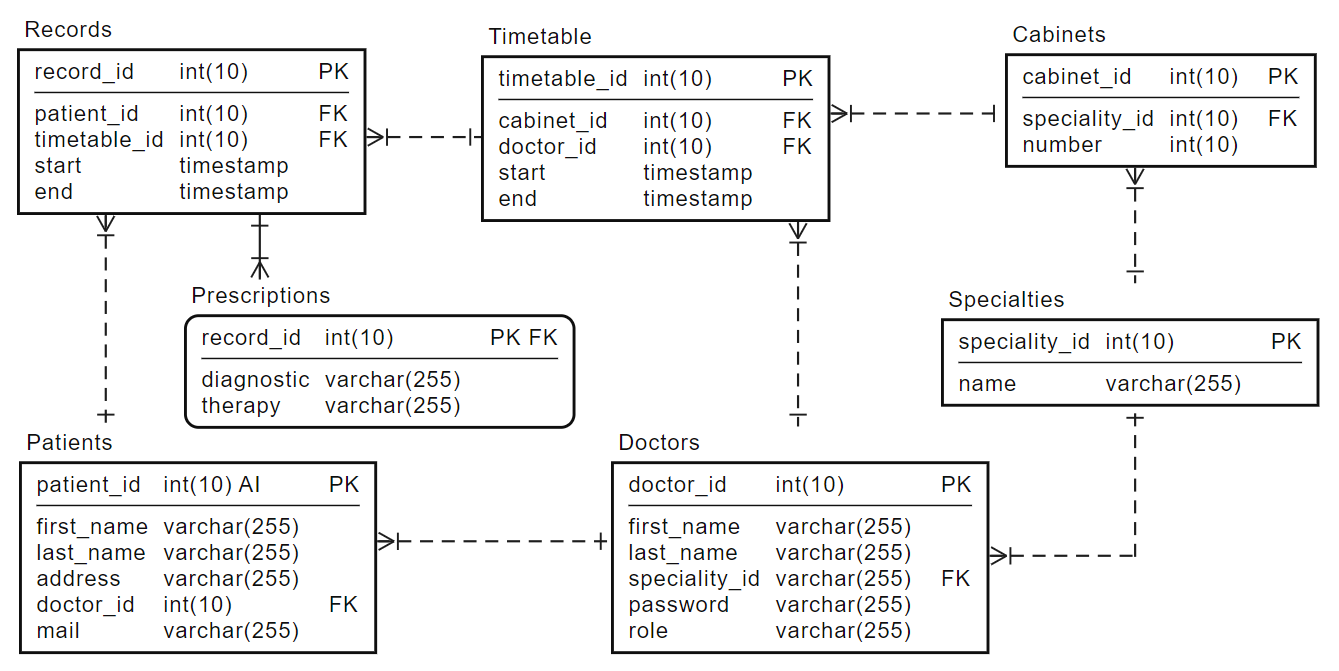 Records
record_id int(10) PK
patient_id int(10) FK
timetable_id int(10) FK
start timestamp
end timestamp
Timetable
timetable_id int(10) PK
cabinet_id int(10) FK
doctor_id int(10) FK
start timestamp
end timestamp
Cabinets
cabinet_id int(10) PK
speciality_id int(10) FK
number int(10)
Prescriptions
record_id int(10) PK FK
diagnostic varchar(255)
therapy varchar(255)
Specialties
speciality_id int(10) PK
name varchar(255)
Patients
patient_id int(10) AI PK
first_name varchar(255)
last_name varchar(255)
address varchar(255)
doctor_id int(10) FK
mail varchar(255)
Doctors
doctor_id int(10) PK
first_name varchar(255)
last_name varchar(255)
speciality_id varchar(255) FK
password varchar(255)
role varchar(255)